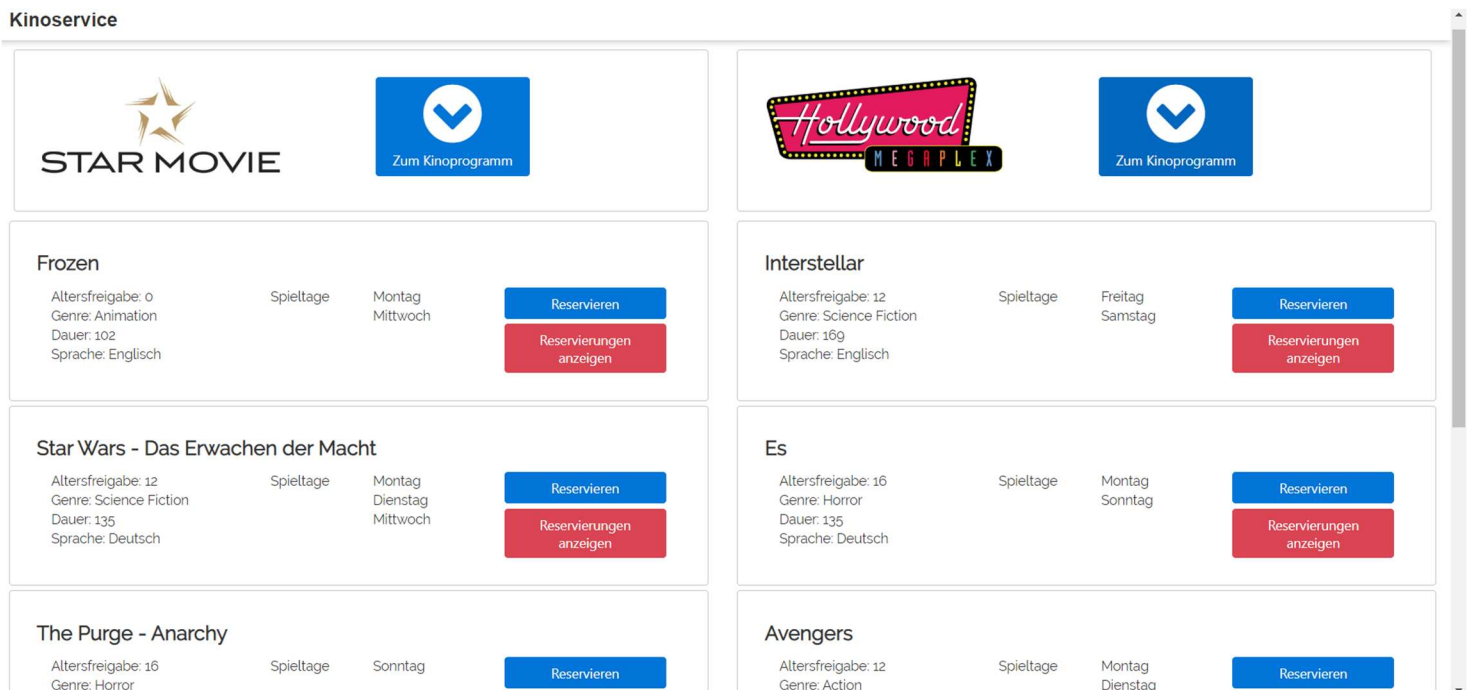 Kinoservice
STAR MOVIE
Zum Kinoprogramm
Hollywood
MEGAPLEX
Zum Kinoprogramm
Frozen
Altersfreigabe: 0
Genre: Animation
Dauer: 102
Sprache: Englisch
Spieltage
Montag
Mittwoch
Reservieren
Reservierungen
anzeigen
Interstellar
Altersfreigabe: 12
Genre: Science Fiction
Dauer: 169
Sprache: Englisch
Spieltage
Freitag
Samstag
Reservieren
Reservierungen
anzeigen
Star Wars - Das Erwachen der Macht
Altersfreigabe: 12
Genre: Science Fiction
Dauer: 135
Sprache: Deutsch
Spieltage
Montag
Dienstag
Mittwoch
Reservieren
Reservierungen
anzeigen
Es
Altersfreigabe: 16
Genre: Horror
Dauer: 135
Sprache: Deutsch
Spieltage
Montag
Sonntag
Reservieren
Reservierungen
anzeigen
The Purge - Anarchy
Altersfreigabe: 16
Genre: Horror
Spieltage
Sonntag
Reservieren
Avengers
Altersfreigabe: 12
Genre: Action
Spieltage
Montag
Dienstag
Reservieren